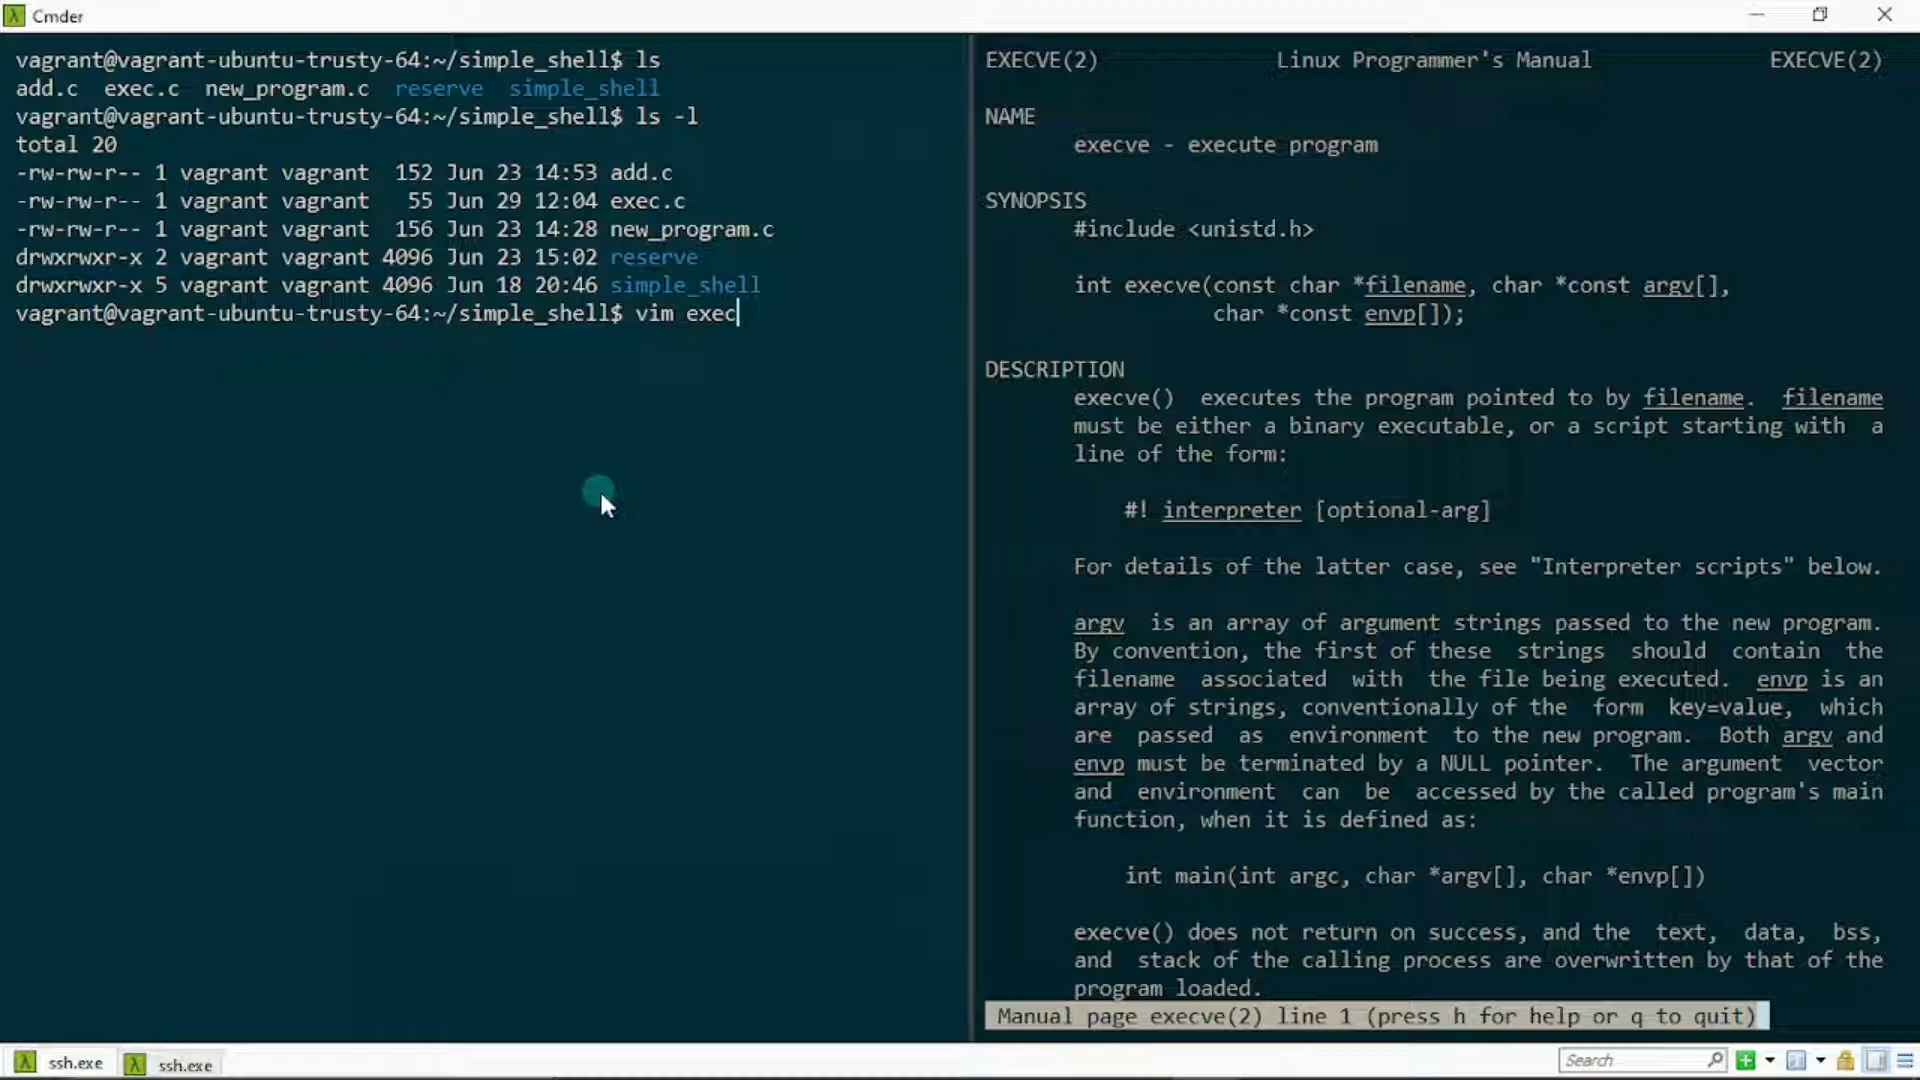 Cmder
vagrant@vagrant-ubuntu-trusty-64:~/simple_shell$ ls
add.c  exec.c  new_program.c  reserve  simple_shell
vagrant@vagrant-ubuntu-trusty-64:~/simple_shell$ ls -l
total 20
-rw-rw-r-- 1 vagrant vagrant  152 Jun 23 14:53 add.c
-rw-rw-r-- 1 vagrant vagrant   55 Jun 29 12:04 exec.c
-rw-rw-r-- 1 vagrant vagrant  156 Jun 23 14:28 new_program.c
drwxrwxr-x 2 vagrant vagrant 4096 Jun 23 15:02 reserve
drwxrwxr-x 5 vagrant vagrant 4096 Jun 18 20:46 simple_shell
vagrant@vagrant-ubuntu-trusty-64:~/simple_shell$ vim exec
EXECVE(2)              Linux Programmer's Manual              EXECVE(2)
NAME
execve - execute program
SYNOPSIS
#include <unistd.h>
int execve(const char *filename, char *const argv[],
char *const envp[]);
DESCRIPTION
execve()  executes the program pointed to by filename.  filename
must be either a binary executable, or a script starting with  a
line of the form:
#! interpreter [optional-arg]
For details of the latter case, see "Interpreter scripts" below.
argv  is an array of argument strings passed to the new program.
By convention, the first of these  strings  should  contain  the
filename  associated  with  the file being executed.  envp is an
array of strings, conventionally of the  form  key=value,  which
are  passed  as  environment  to the new program.  Both argv and
envp must be terminated by a NULL pointer.  The argument  vector
and  environment  can  be  accessed by the called program's main
function, when it is defined as:
int main(int argc, char *argv[], char *envp[])
execve() does not return on success, and the  text,  data,  bss,
and  stack of the calling process are overwritten by that of the
program loaded.
Manual page execve(2) line 1 (press h for help or q to quit)
ssh.exe
ssh.exe
Search